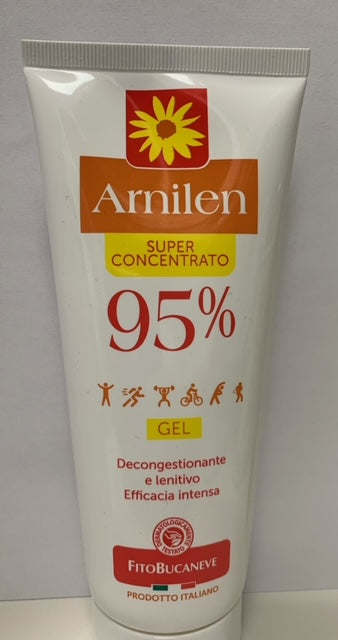 Arnilen
SUPER
CONCENTRATO
95%
GEL
Decongestionante
e lenitivo
Efficacia intensa
DERMATOLOGICAMENTE
TESTATO
FITOBUCANEVE
PRODOTTO ITALIANO